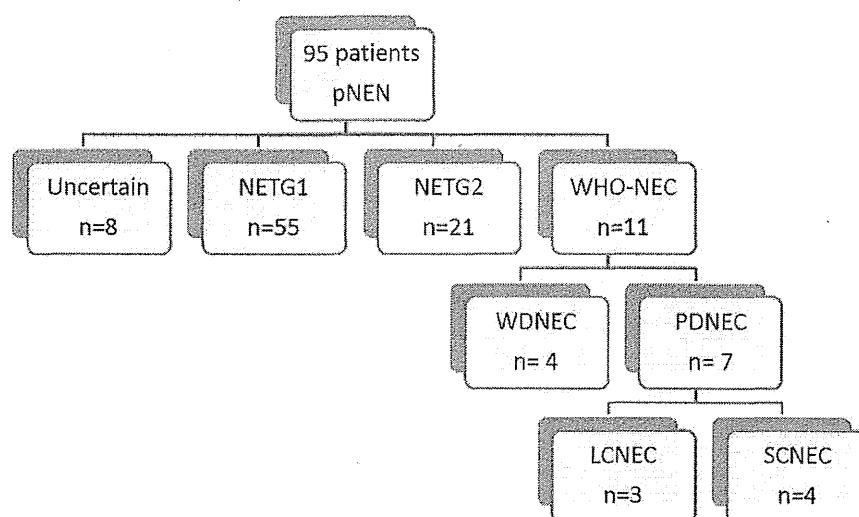 95 patients
pNEN
Uncertain
n=8
NETG1
n=55
NETG2
n=21
WHO-NEC
n=11
WDNEC
n= 4
PDNEC
n= 7
LCNEC
n=3
SCNEC
n=4